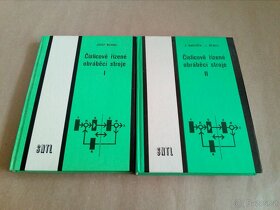 Číslicově řízené
obráběcí stroje
I
SNTL
Číslicově řízené
obráběcí stroje
II
SNTL